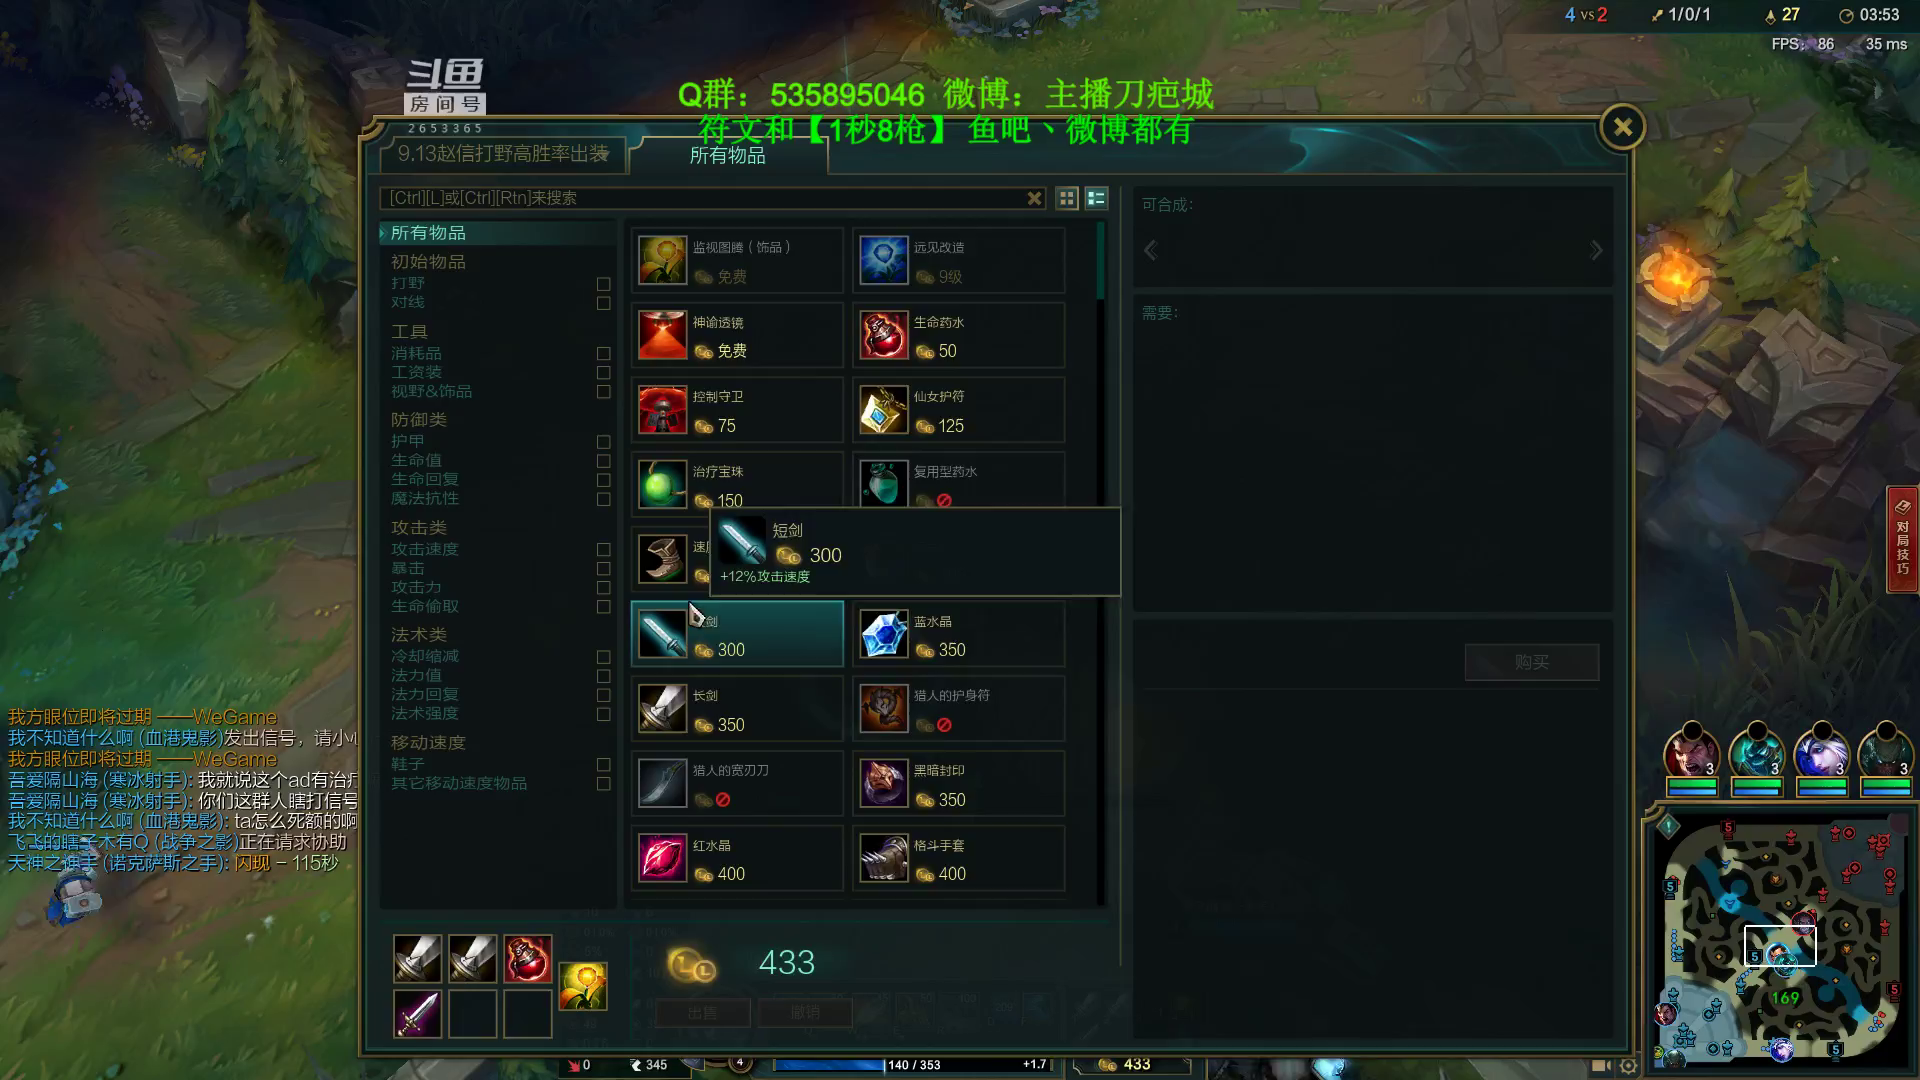 4 vs 2
1/0/1
27
03:53
FPS: 86
35 ms
斗鱼
房间号
2653365
Q群：535895046 微博：主播刀疤城
符文和【1秒8枪】鱼吧丶微博都有
9.13赵信打野高胜率出装
所有物品
[Ctrl][L]或[Ctrl][Rtn]来搜索
所有物品
初始物品
打野
对线
工具
消耗品
工资装
视野&饰品
防御类
护甲
生命值
生命回复
魔法抗性
攻击类
攻击速度
暴击
攻击力
生命偷取
法术类
冷却缩减
法力值
法力回复
法术强度
移动速度
鞋子
其它移动速度物品
监视图腾（饰品）
免费
远见改造
9级
神谕透镜
免费
生命药水
50
控制守卫
75
仙女护符
125
治疗宝珠
150
复用型药水
短剑
300
+12%攻击速度
剑
300
蓝水晶
350
长剑
350
猎人的护身符
猎人的宽刃刀
黑暗封印
350
红水晶
400
格斗手套
400
可合成：
需要：
购买
433
出售
撤销
对局技巧
我方眼位即将过期 ——WeGame
我不知道什么啊 (血港鬼影)发出信号，请小心
我方眼位即将过期 ——WeGame
吾爱隔山海 (寒冰射手): 我就说这个ad有治疗
吾爱隔山海 (寒冰射手): 你们这群人瞎打信号
我不知道什么啊 (血港鬼影): ta怎么死额的啊
飞飞的瞎子木有Q (战争之影)正在请求协助
天神之祖手 (诺克萨斯之手): 闪现 – 115秒
3
3
3
3
5
5
5
5
5
169
0
345
4
140 / 353
+1.7
433